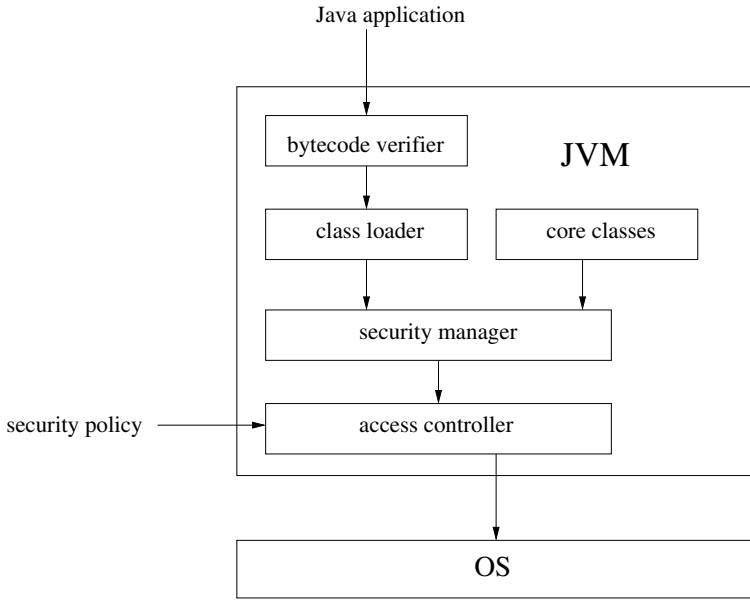 Java application
bytecode verifier
JVM
class loader
core classes
security manager
security policy
access controller
OS